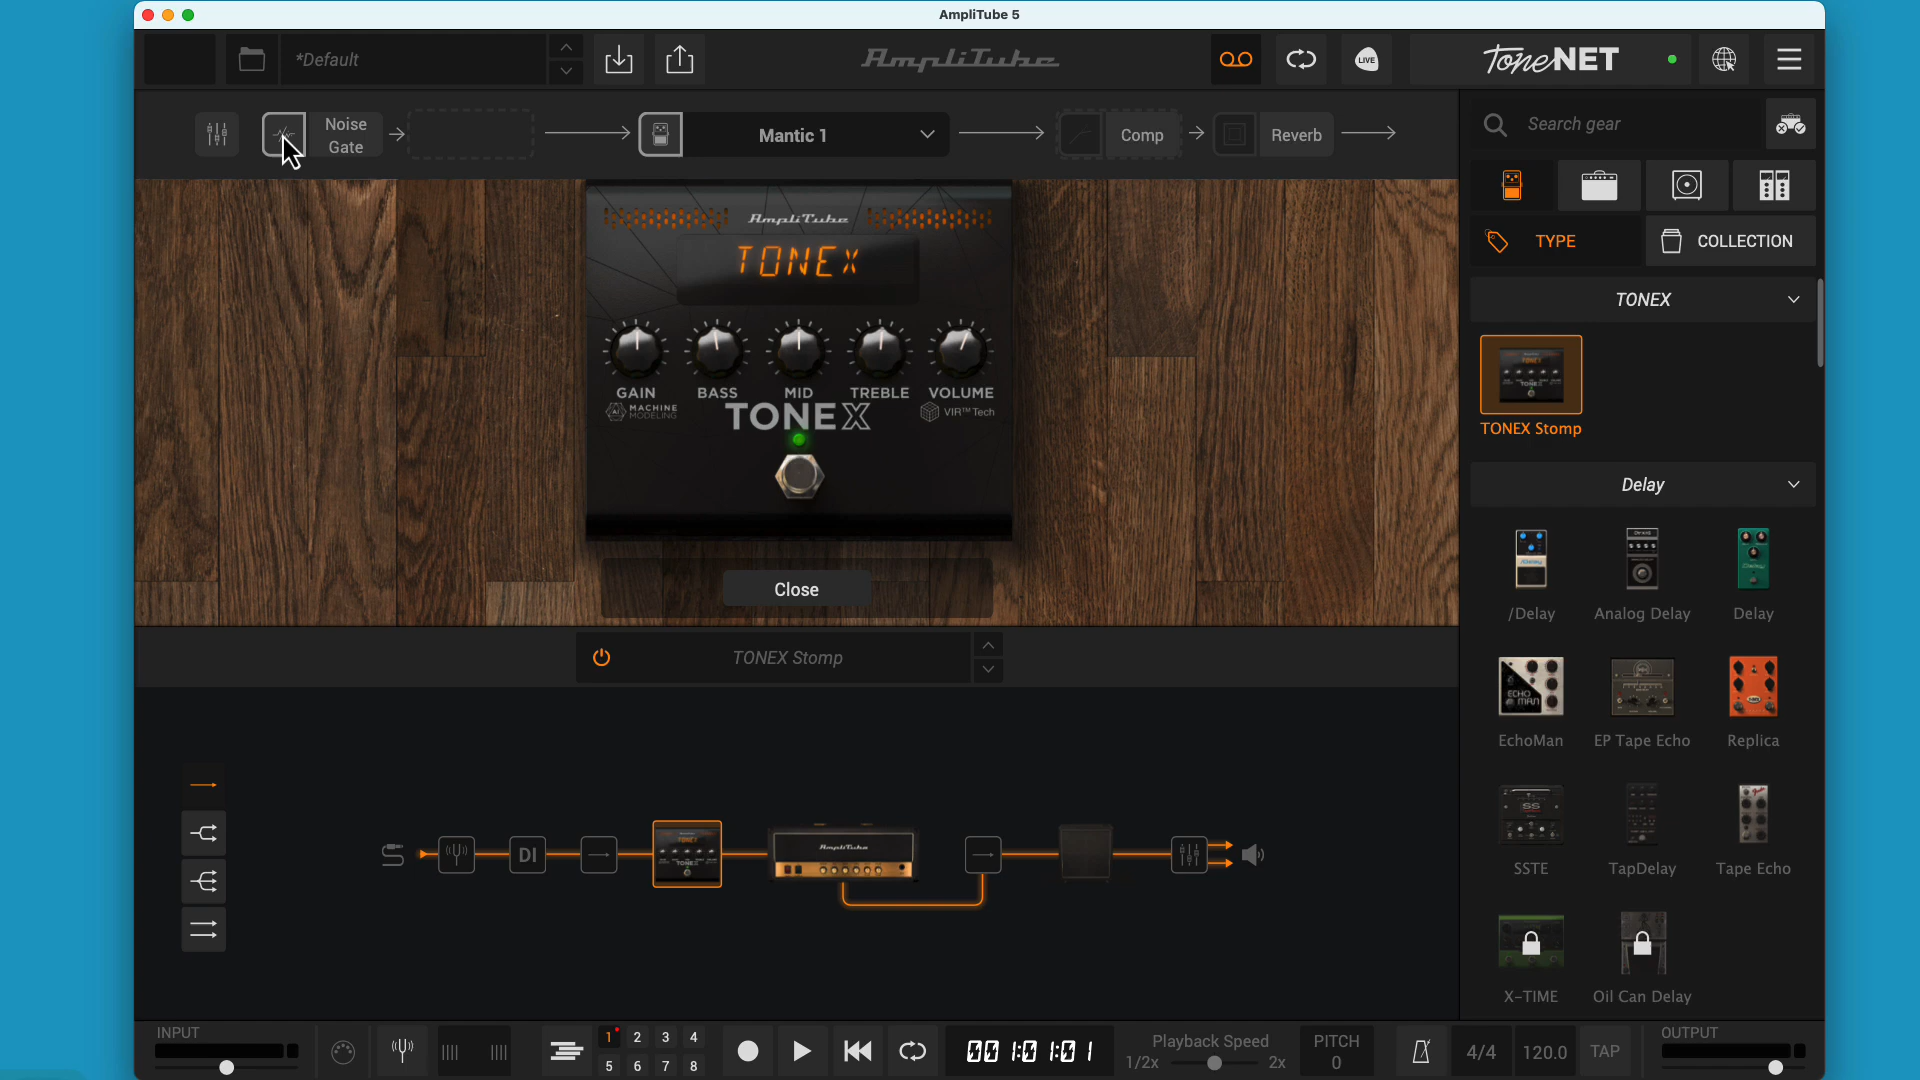 AmpliTube 5
*Default
AmpliTube
LIVE
ToneNET
Noise
Gate
Mantic 1
Comp
Reverb
Search gear
TYPE
COLLECTION
TONEX
TONEX Stomp
AmpliTube
TONEX
GAIN
BASS
MID
TREBLE
VOLUME
AI MACHINE
MODELING
TONEX
VIR™ Tech
Close
TONEX Stomp
Delay
/Delay
Analog Delay
Delay
EchoMan
EP Tape Echo
Replica
SSTE
TapDelay
Tape Echo
X-TIME
Oil Can Delay
DI
AmpliTube
INPUT
1 2 3 4
5 6 7 8
00 1:01:01
Playback Speed
1/2x
2x
PITCH
0
4/4
120.0
TAP
OUTPUT